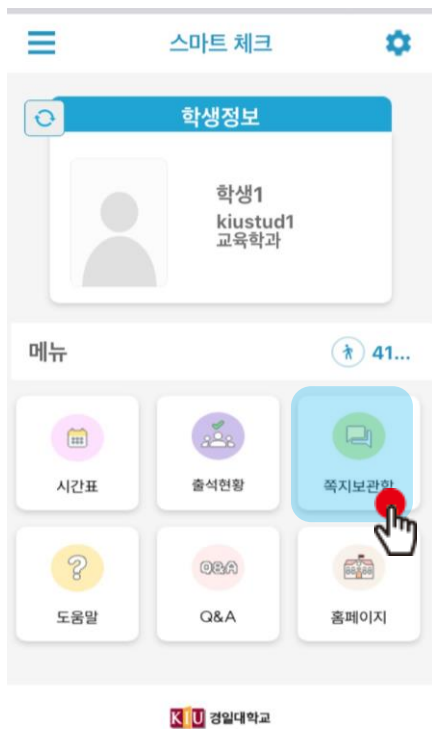 스마트 체크
학생정보
학생1
kiustud1
교육학과
메뉴
41...
시간표
출석현황
쪽지보관함
도움말
Q&A
Q&A
홈페이지
KIU 경일대학교